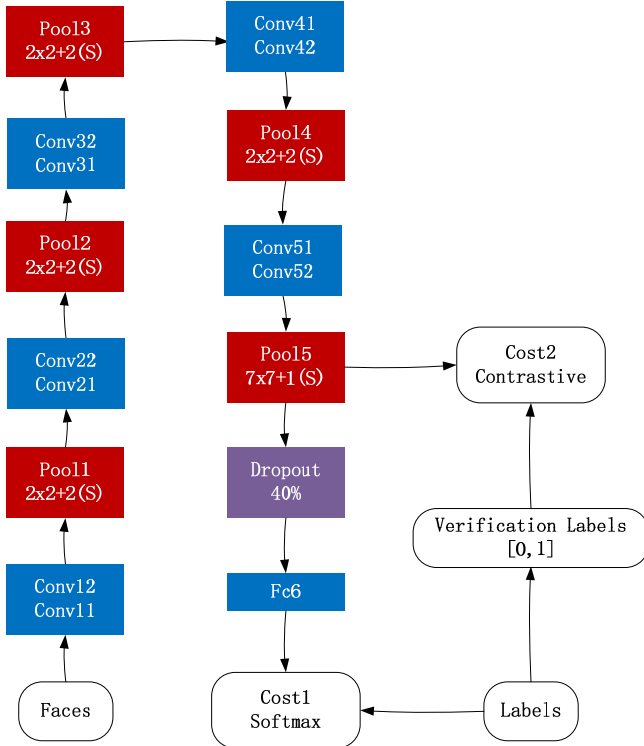 Pool3
2x2+2(S)
Conv32
Conv31
Pool2
2x2+2(S)
Conv22
Conv21
Pool1
2x2+2(S)
Conv12
Conv11
Faces
Conv41
Conv42
Pool4
2x2+2(S)
Conv51
Conv52
Pool5
7x7+1(S)
Dropout
40%
Fc6
Cost1
Softmax
Cost2
Contrastive
Verification Labels
[0,1]
Labels